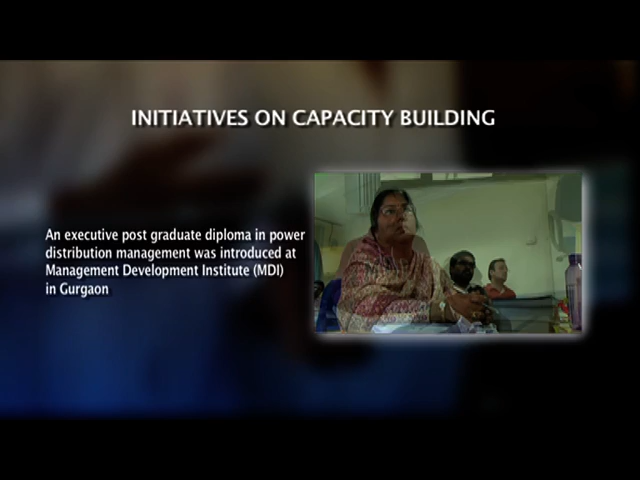 INITIATIVES ON CAPACITY BUILDING
An executive post graduate diploma in power
distribution management was introduced at
Management Development Institute (MDI)
in Gurgaon